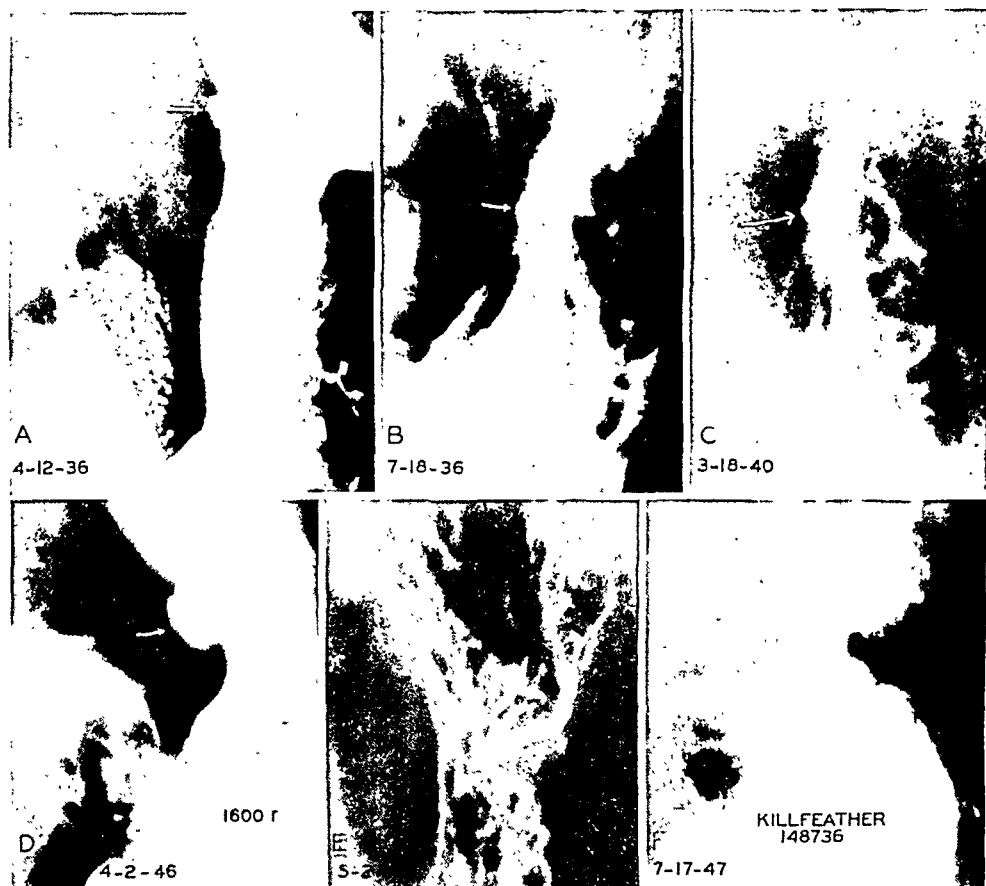 A
4-12-36
B
7-18-36
C
3-18-40
D
1600 r
4-2-46
E
F
KILLFEATHER
148736
7-17-47